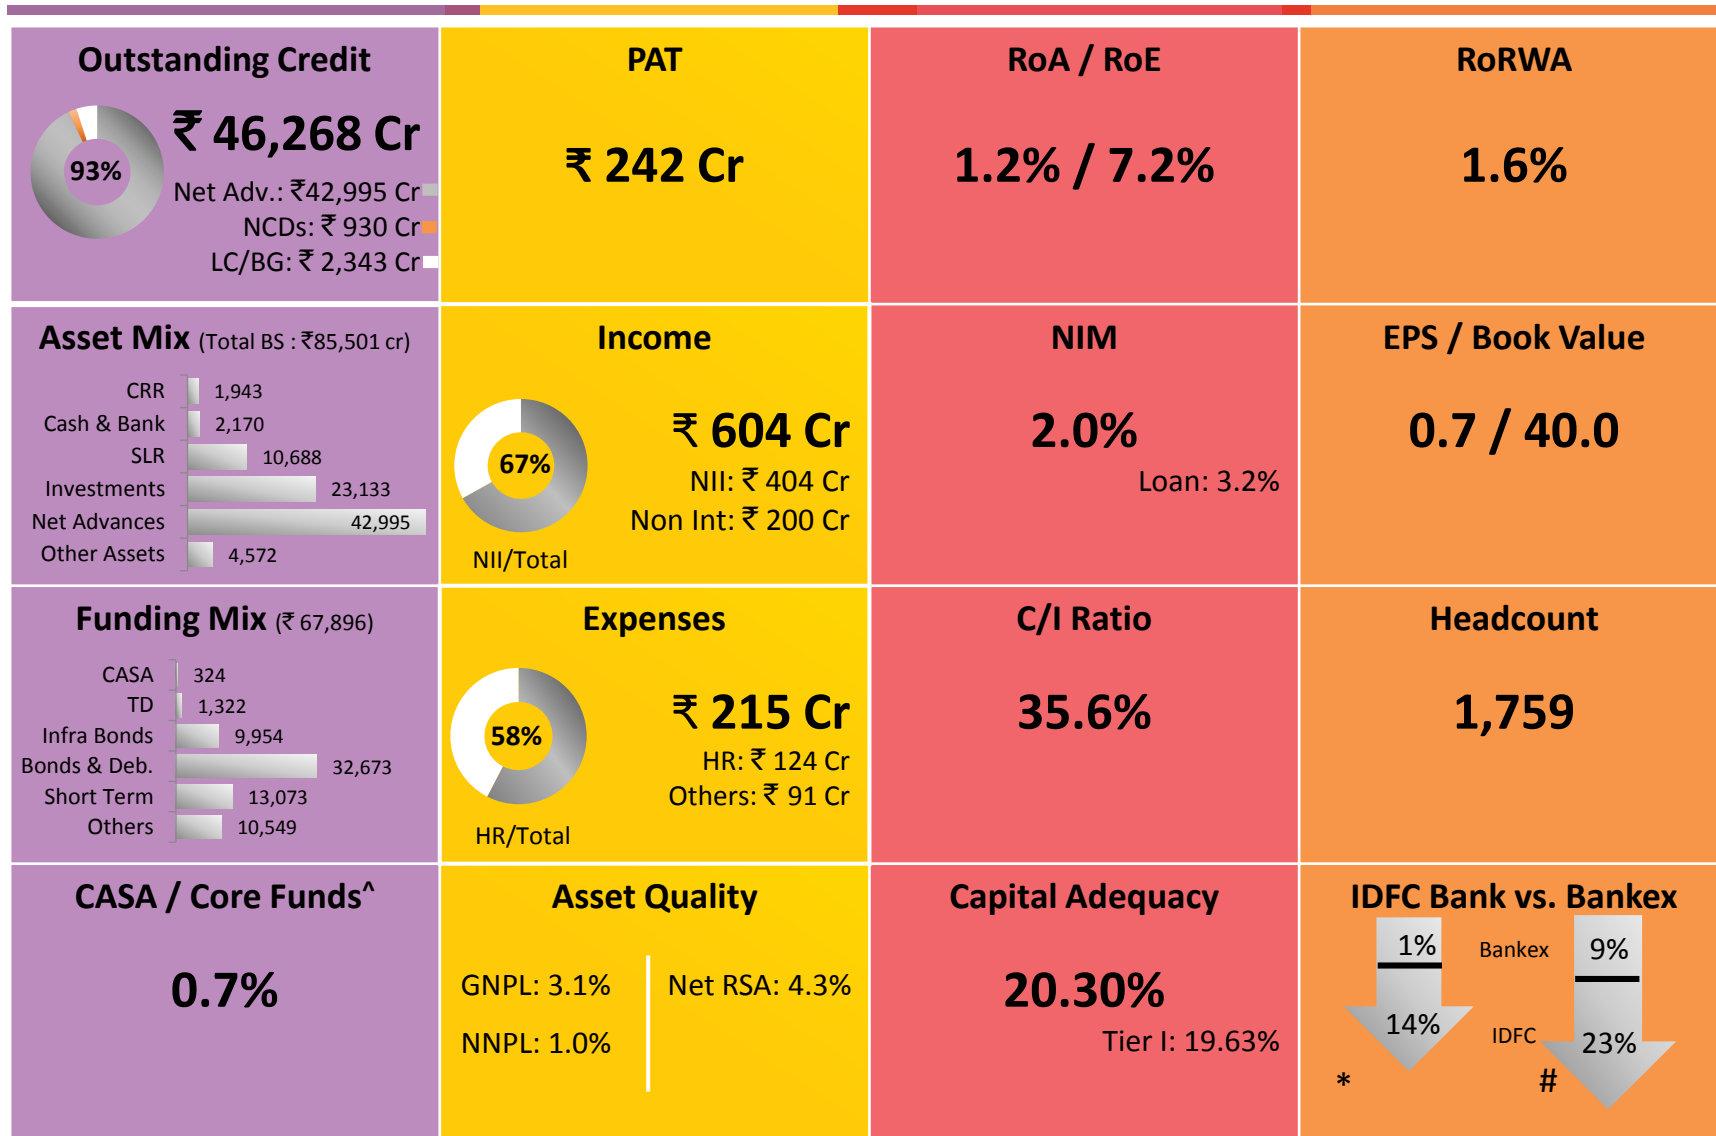 Outstanding Credit
93%
₹ 46,268 Cr
Net Adv.: ₹42,995 Cr
NCDs: ₹ 930 Cr
LC/BG: ₹ 2,343 Cr
PAT
₹ 242 Cr
RoA / RoE
1.2% / 7.2%
RoRWA
1.6%
Asset Mix (Total BS : ₹85,501 cr)
CRR 1,943
Cash & Bank 2,170
SLR 10,688
Investments 23,133
Net Advances 42,995
Other Assets 4,572
Income
67%
NII/Total
₹ 604 Cr
NII: ₹ 404 Cr
Non Int: ₹ 200 Cr
NIM
2.0%
Loan: 3.2%
EPS / Book Value
0.7 / 40.0
Funding Mix (₹ 67,896)
CASA 324
TD 1,322
Infra Bonds 9,954
Bonds & Deb. 32,673
Short Term 13,073
Others 10,549
Expenses
58%
HR/Total
₹ 215 Cr
HR: ₹ 124 Cr
Others: ₹ 91 Cr
C/I Ratio
35.6%
Headcount
1,759
CASA / Core Funds^
0.7%
Asset Quality
GNPL: 3.1%
NNPL: 1.0%
Net RSA: 4.3%
Capital Adequacy
20.30%
Tier I: 19.63%
IDFC Bank vs. Bankex
1% Bankex 9%
14% IDFC 23%
* #